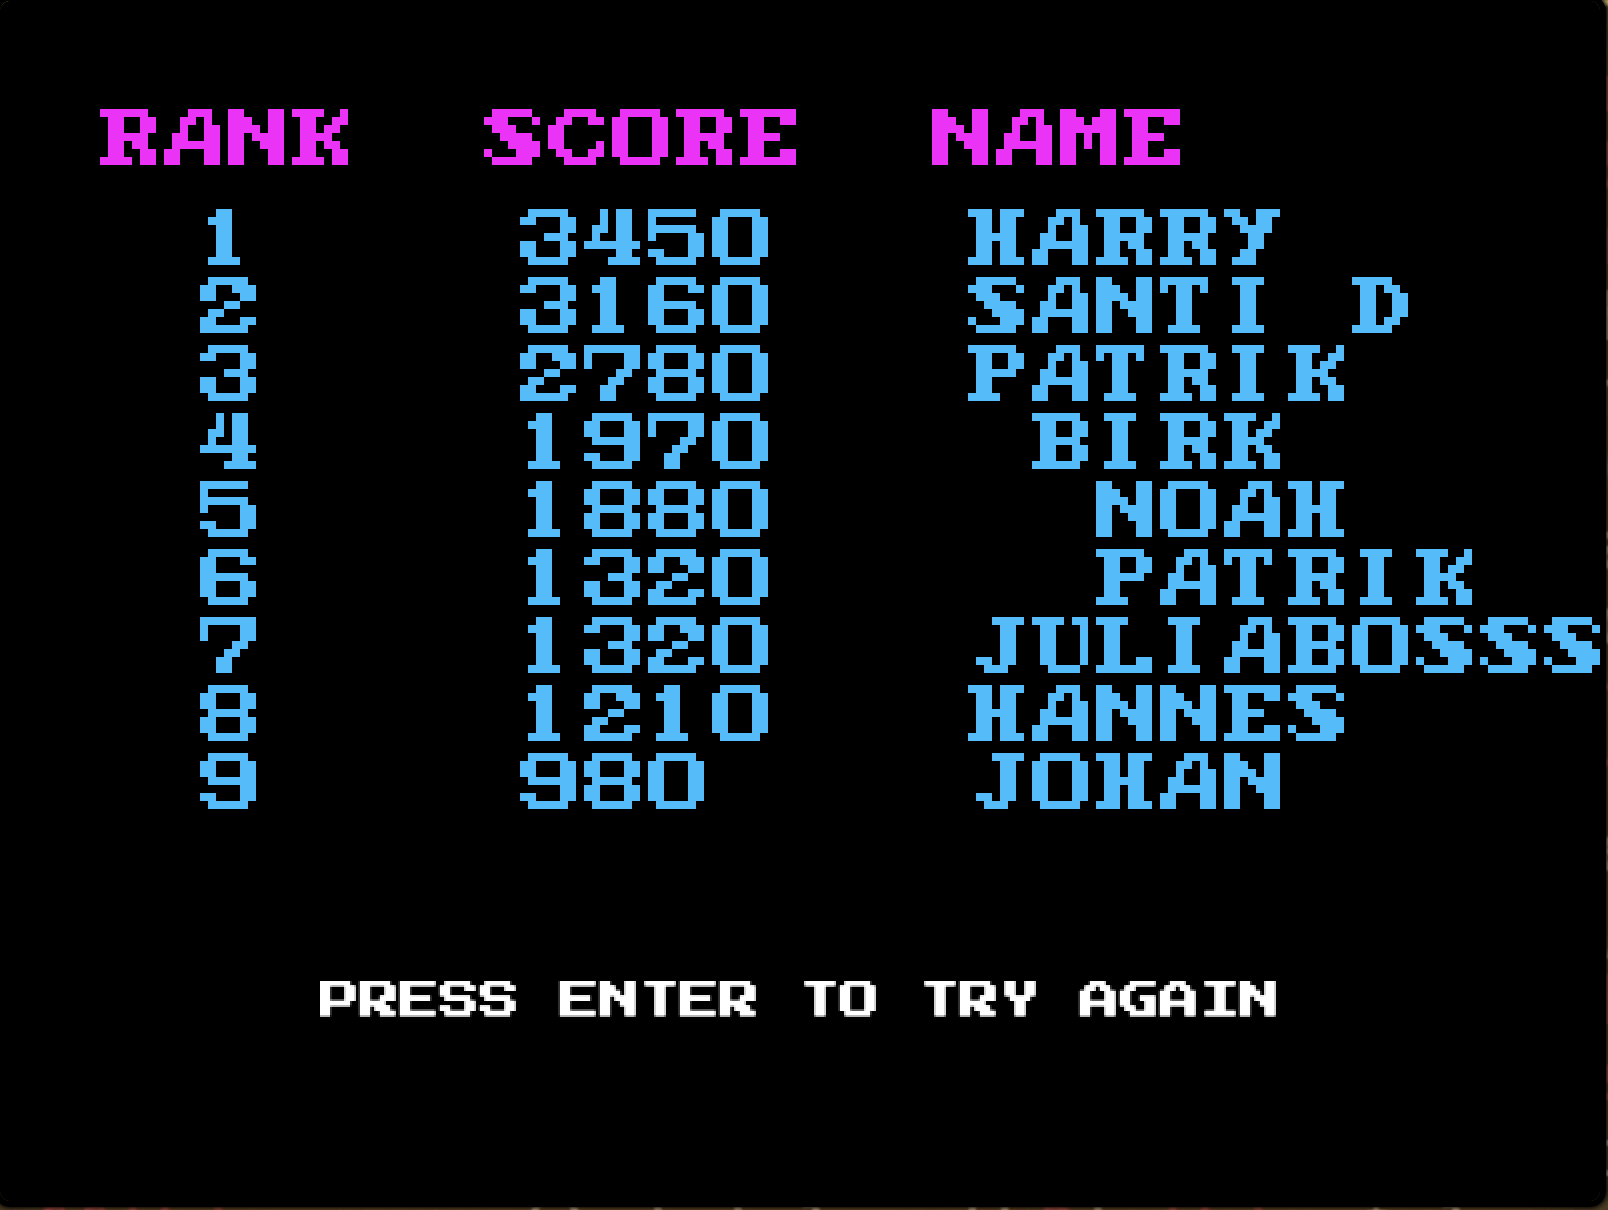 RANK SCORE NAME
1 3450 HARRY
2 3160 SANTI D
3 2780 PATRIK
4 1970 BIRK
5 1880 NOAH
6 1320 PATRIK
7 1320 JULIABOSSS
8 1210 HANNES
9 980 JOHAN
PRESS ENTER TO TRY AGAIN